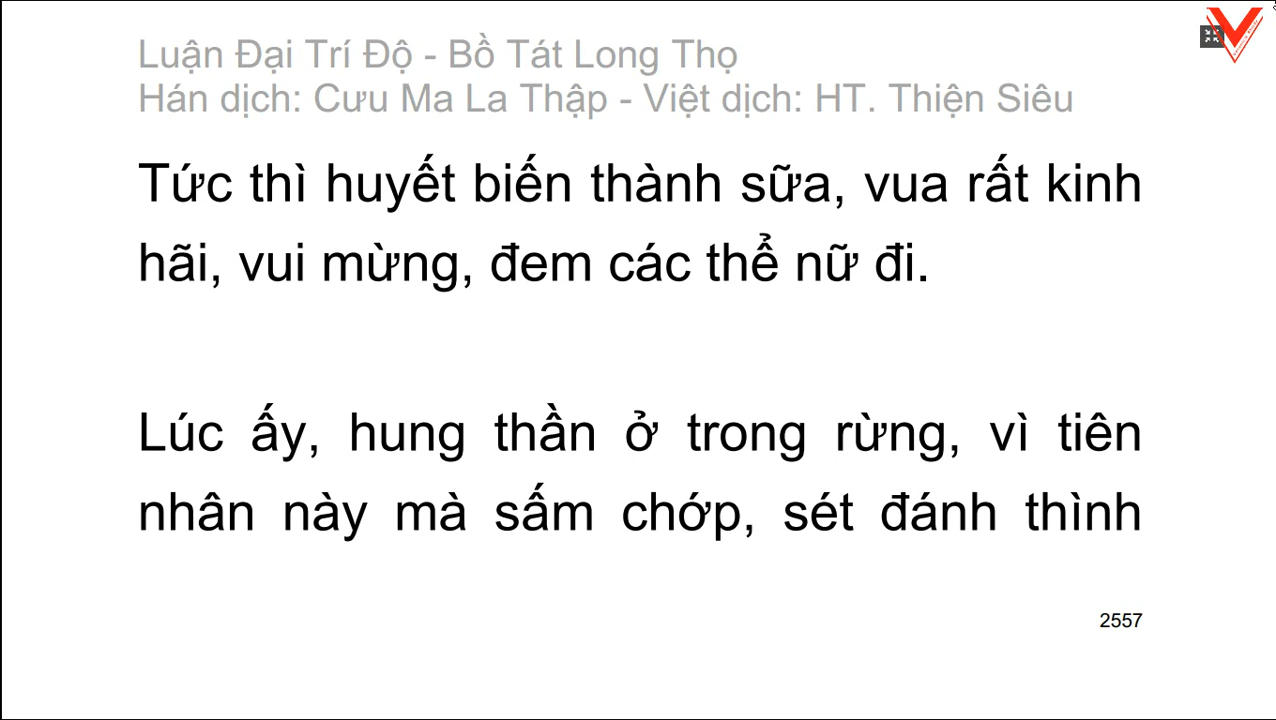 Luận Đại Trí Độ - Bồ Tát Long Thọ
Hán dịch: Cưu Ma La Thập - Việt dịch: HT. Thiện Siêu
Tức thì huyết biến thành sữa, vua rất kinh
hãi, vui mừng, đem các thể nữ đi.
Lúc ấy, hung thần ở trong rừng, vì tiên
nhân này mà sấm chớp, sét đánh thình
2557